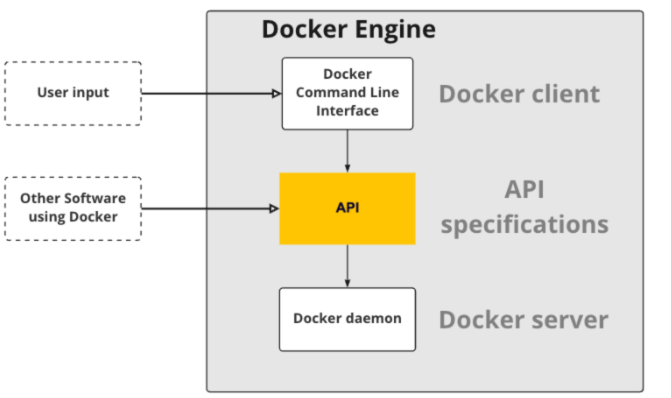 Docker Engine
User input
Docker
Command Line
Interface
Docker client
Other Software
using Docker
API
API
specifications
Docker daemon
Docker server